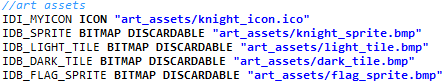 //art assets
IDI_MYICON ICON "art_assets/knight_icon.ico"
IDB_SPRITE BITMAP DISCARDABLE "art_assets/knight_sprite.bmp"
IDB_LIGHT_TILE BITMAP DISCARDABLE "art_assets/light_tile.bmp"
IDB_DARK_TILE BITMAP DISCARDABLE "art_assets/dark_tile.bmp"
IDB_FLAG_SPRITE BITMAP DISCARDABLE "art_assets/flag_sprite.bmp"